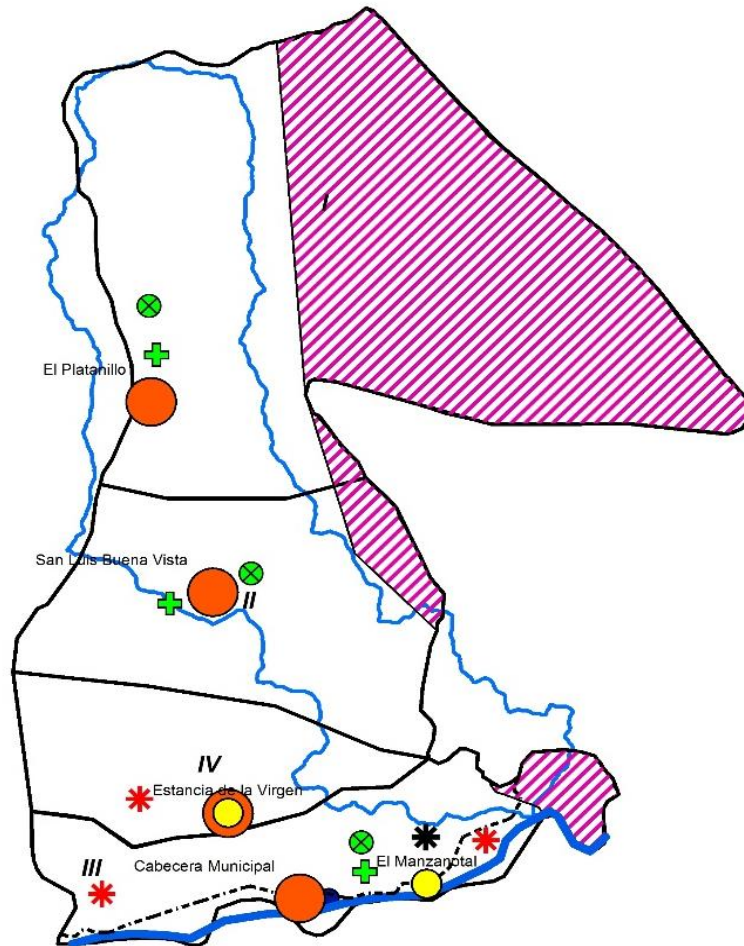 I
El Platanillo
San Luis Buena Vista
II
IV
Estancia de la Virgen
III
Cabecera Municipal
El Manzanotal